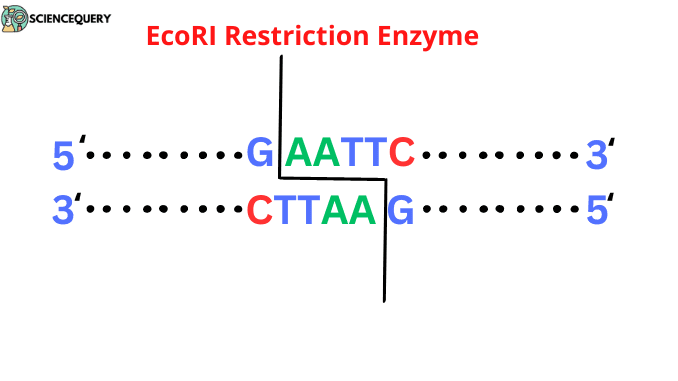 SCIENCEQUERY
EcoRI Restriction Enzyme
5‘.........GAATTC.........3‘
3‘.........CTTAAG.........5‘